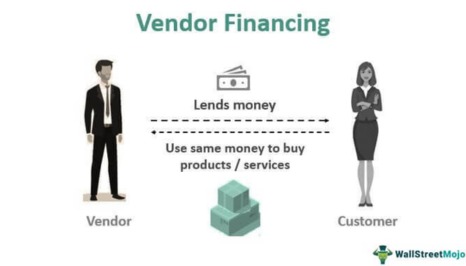 Vendor Financing
Lends money
Use same money to buy
products / services
Vendor
Customer
WallStreetMojo